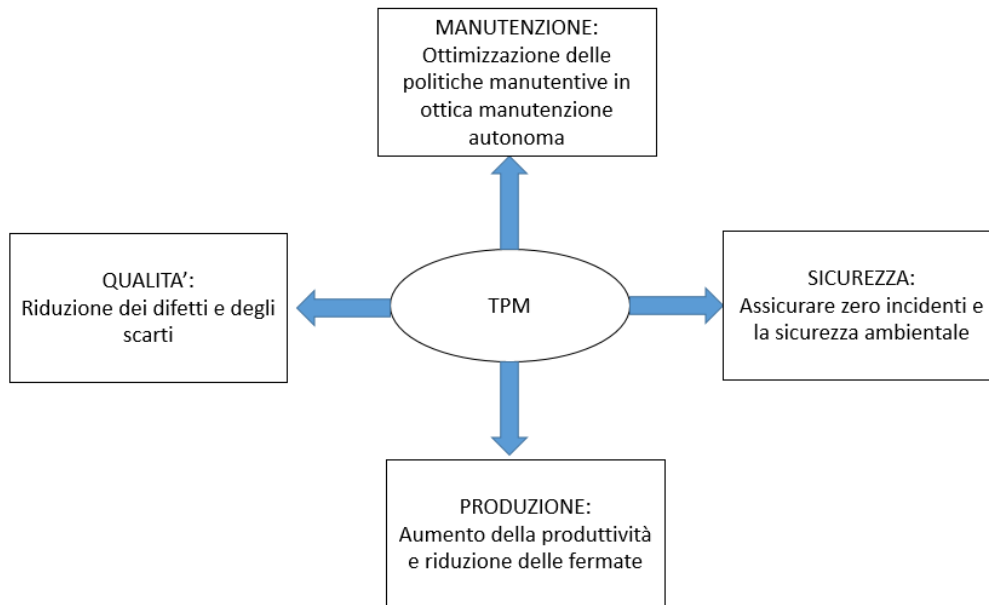 MANUTENZIONE:
Ottimizzazione delle
politiche manutentive in
ottica manutenzione
autonoma
QUALITA’:
Riduzione dei difetti e degli
scarti
TPM
SICUREZZA:
Assicurare zero incidenti e
la sicurezza ambientale
PRODUZIONE:
Aumento della produttività
e riduzione delle fermate